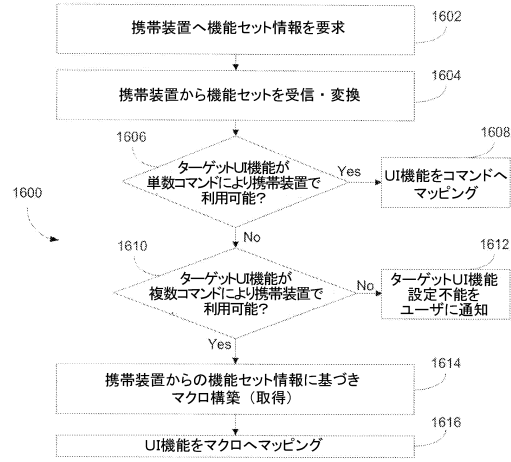 携帯装置へ機能セット情報を要求
1602
携帯装置から機能セットを受信・変換
1604
1606
ターゲットUI機能が
単数コマンドにより携帯装置で
利用可能?
Yes
1608
UI機能をコマンドへ
マッピング
1600
No
1610
ターゲットUI機能が
複数コマンドにより携帯装置で
利用可能?
No
1612
ターゲットUI機能
設定不能を
ユーザに通知
Yes
携帯装置からの機能セット情報に基づき
マクロ構築(取得)
1614
UI機能をマクロへマッピング
1616